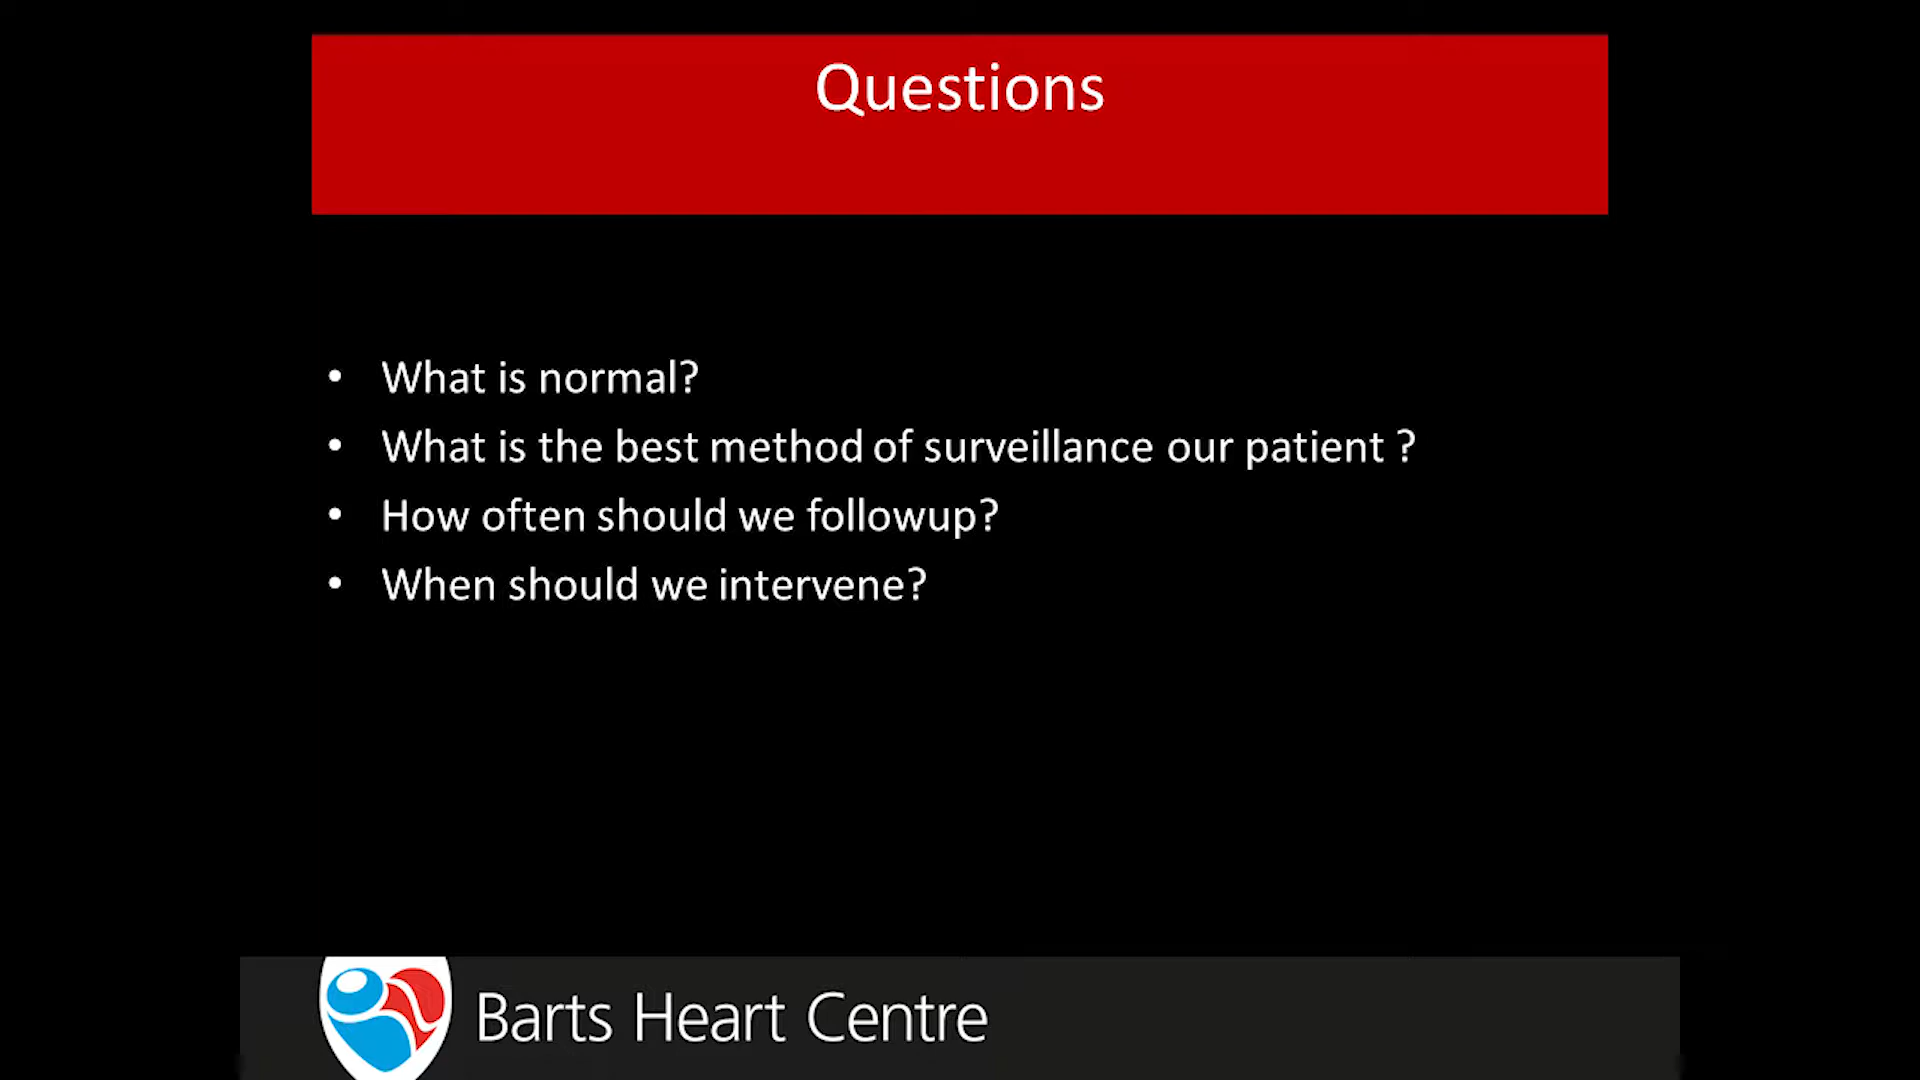 Questions
• What is normal?
• What is the best method of surveillance our patient ?
• How often should we followup?
• When should we intervene?
Barts Heart Centre